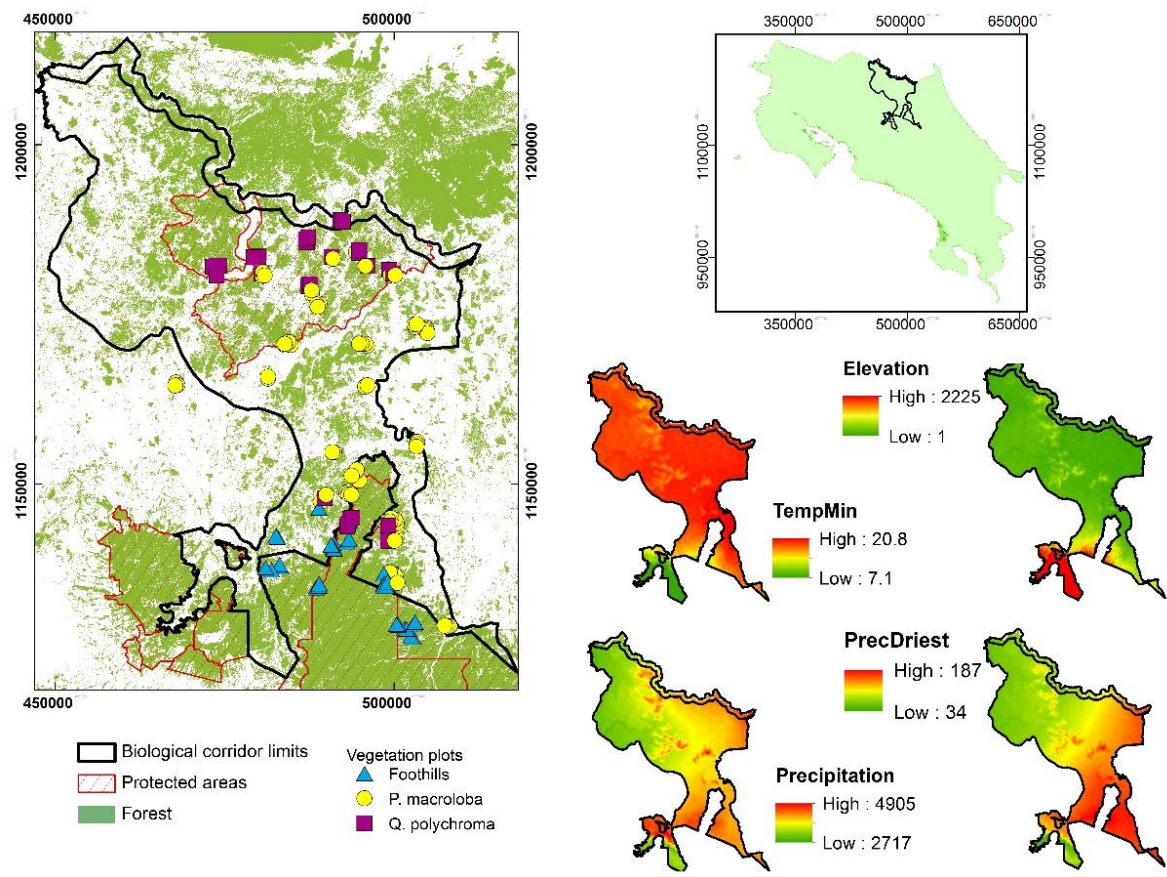 450000
500000
1200000
1200000
1150000
1150000
450000
500000
Biological corridor limits
Protected areas
Forest
Vegetation plots
Foothills
P. macroloba
Q. polychroma
350000
500000
650000
1100000
1100000
950000
950000
350000
500000
650000
Elevation
High : 2225
Low : 1
TempMin
High : 20.8
Low : 7.1
PrecDriest
High : 187
Low : 34
Precipitation
High : 4905
Low : 2717